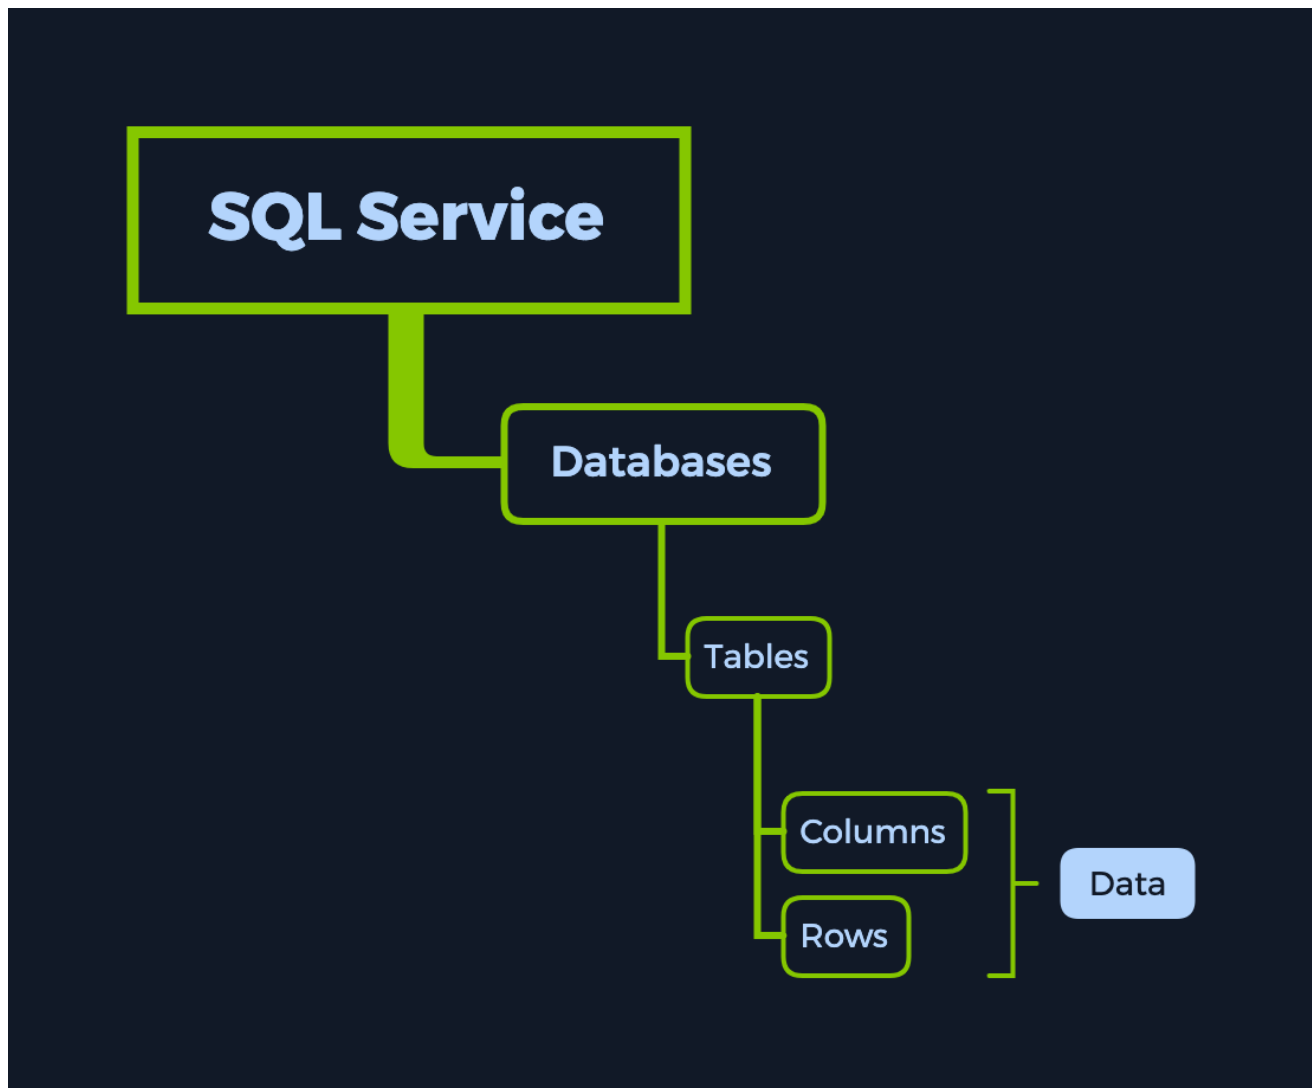 SQL Service
Databases
Tables
Columns
Data
Rows